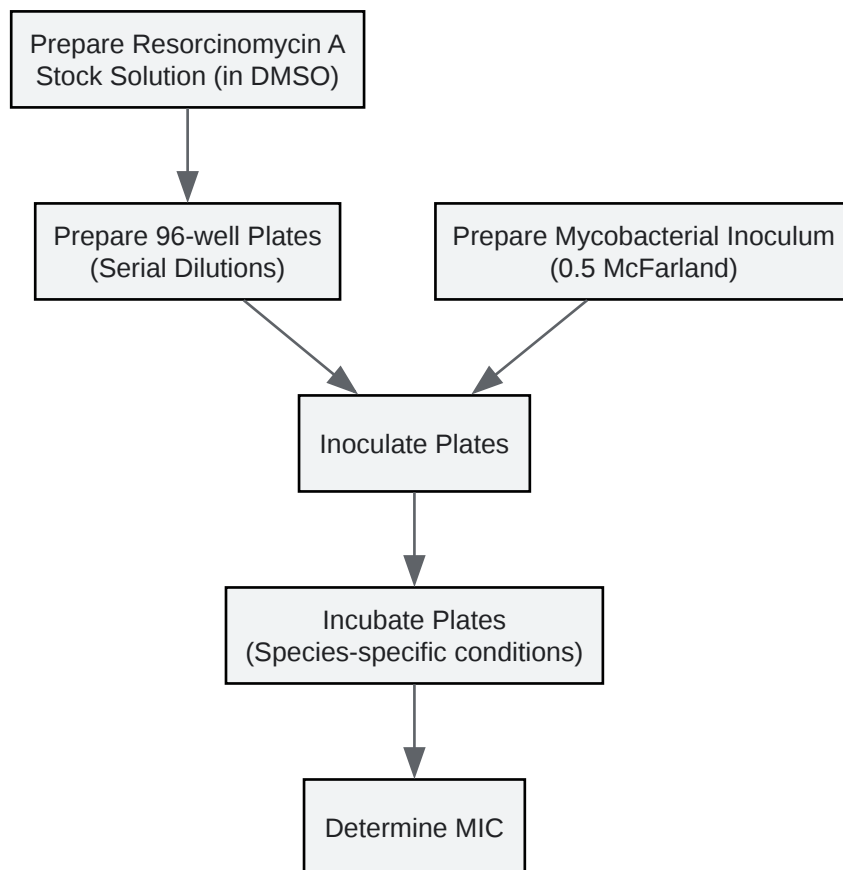 Prepare Resorcinomycin A
Stock Solution (in DMSO)
Prepare 96-well Plates
(Serial Dilutions)
Prepare Mycobacterial Inoculum
(0.5 McFarland)
Inoculate Plates
Incubate Plates
(Species-specific conditions)
Determine MIC